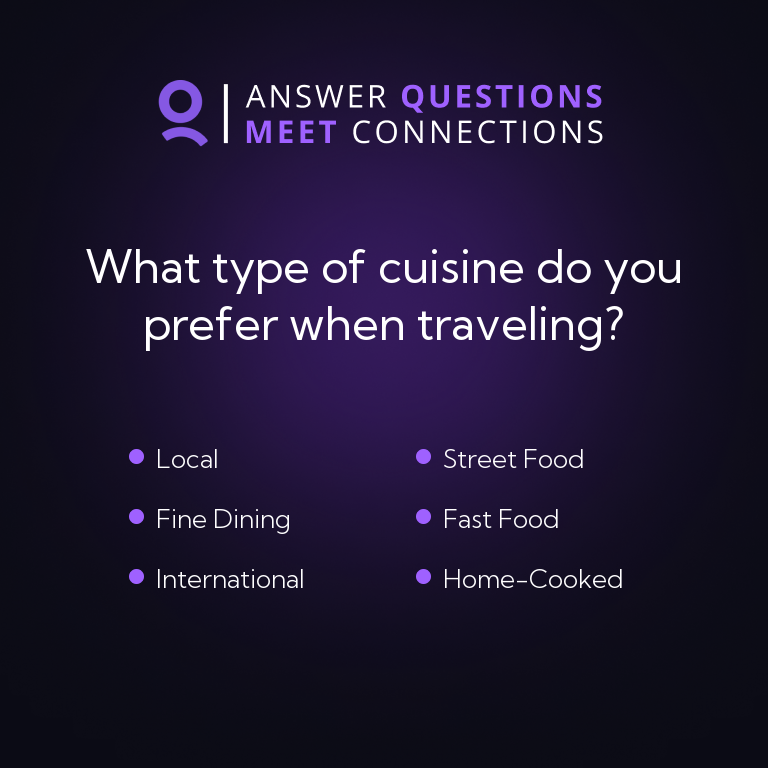 ANSWER QUESTIONS
MEET CONNECTIONS
What type of cuisine do you
prefer when traveling?
Local
Fine Dining
International
Street Food
Fast Food
Home-Cooked